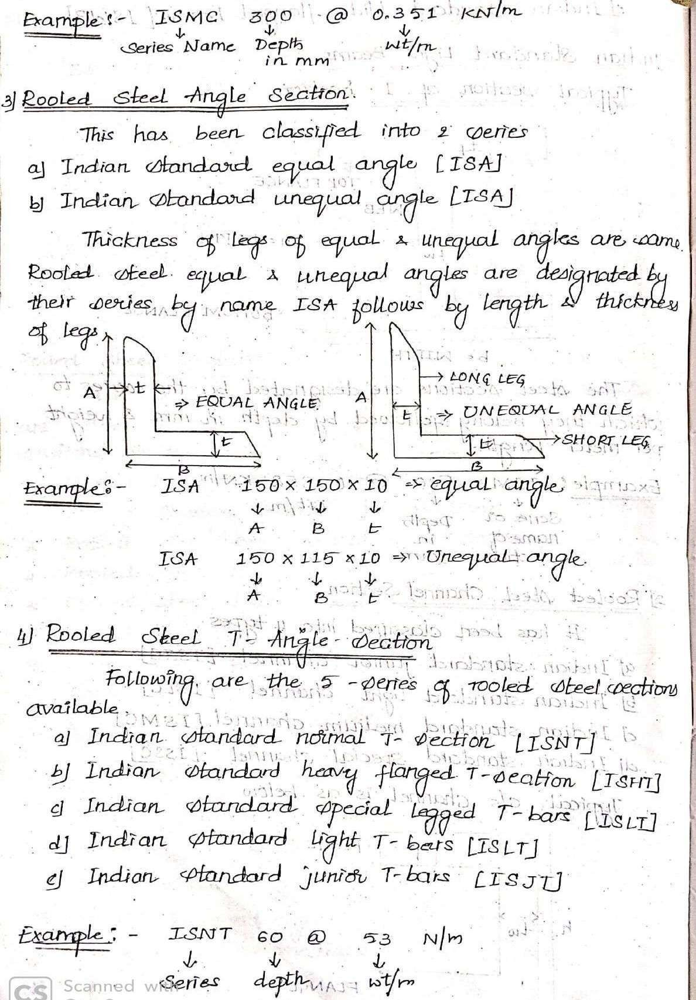 Example :- ISMC 300 @ 0.351 KN/m
Series Name Depth wt/m
in mm
3] Rooled Steel Angle Section.
This has been classified into 2 series
a] Indian standard equal angle [ISA]
b] Indian standard unequal angle [ISA]
Thickness of legs of equal & unequal angles are same.
Rooled steel equal & unequal angles are designated by
their series by name ISA follows by length & thickness
of legs.
A t ⇒ EQUAL ANGLE.
t
B
A t → LONG LEG
⇒ UNEQUAL ANGLE
t → SHORT LEG
B
Example :- ISA 150 x 150 x 10 ⇒ equal angle
A B t
ISA 150 x 115 x 10 ⇒ Unequal angle.
A B t
4] Rooled Steel T- Angle - Section
Following are the 5 - series of rooled steel sections
available.
a] Indian standard normal T- section [ISNT]
b] Indian standard heavy flanged T-section [ISHT]
c] Indian standard special legged T-bars [ISLT]
d] Indian standard light T- bars [ISLT]
e] Indian standard junior T-bars [ISJT]
Example : - ISNT 60 @ 53 N/m
Series depth wt/m
CS Scanned with